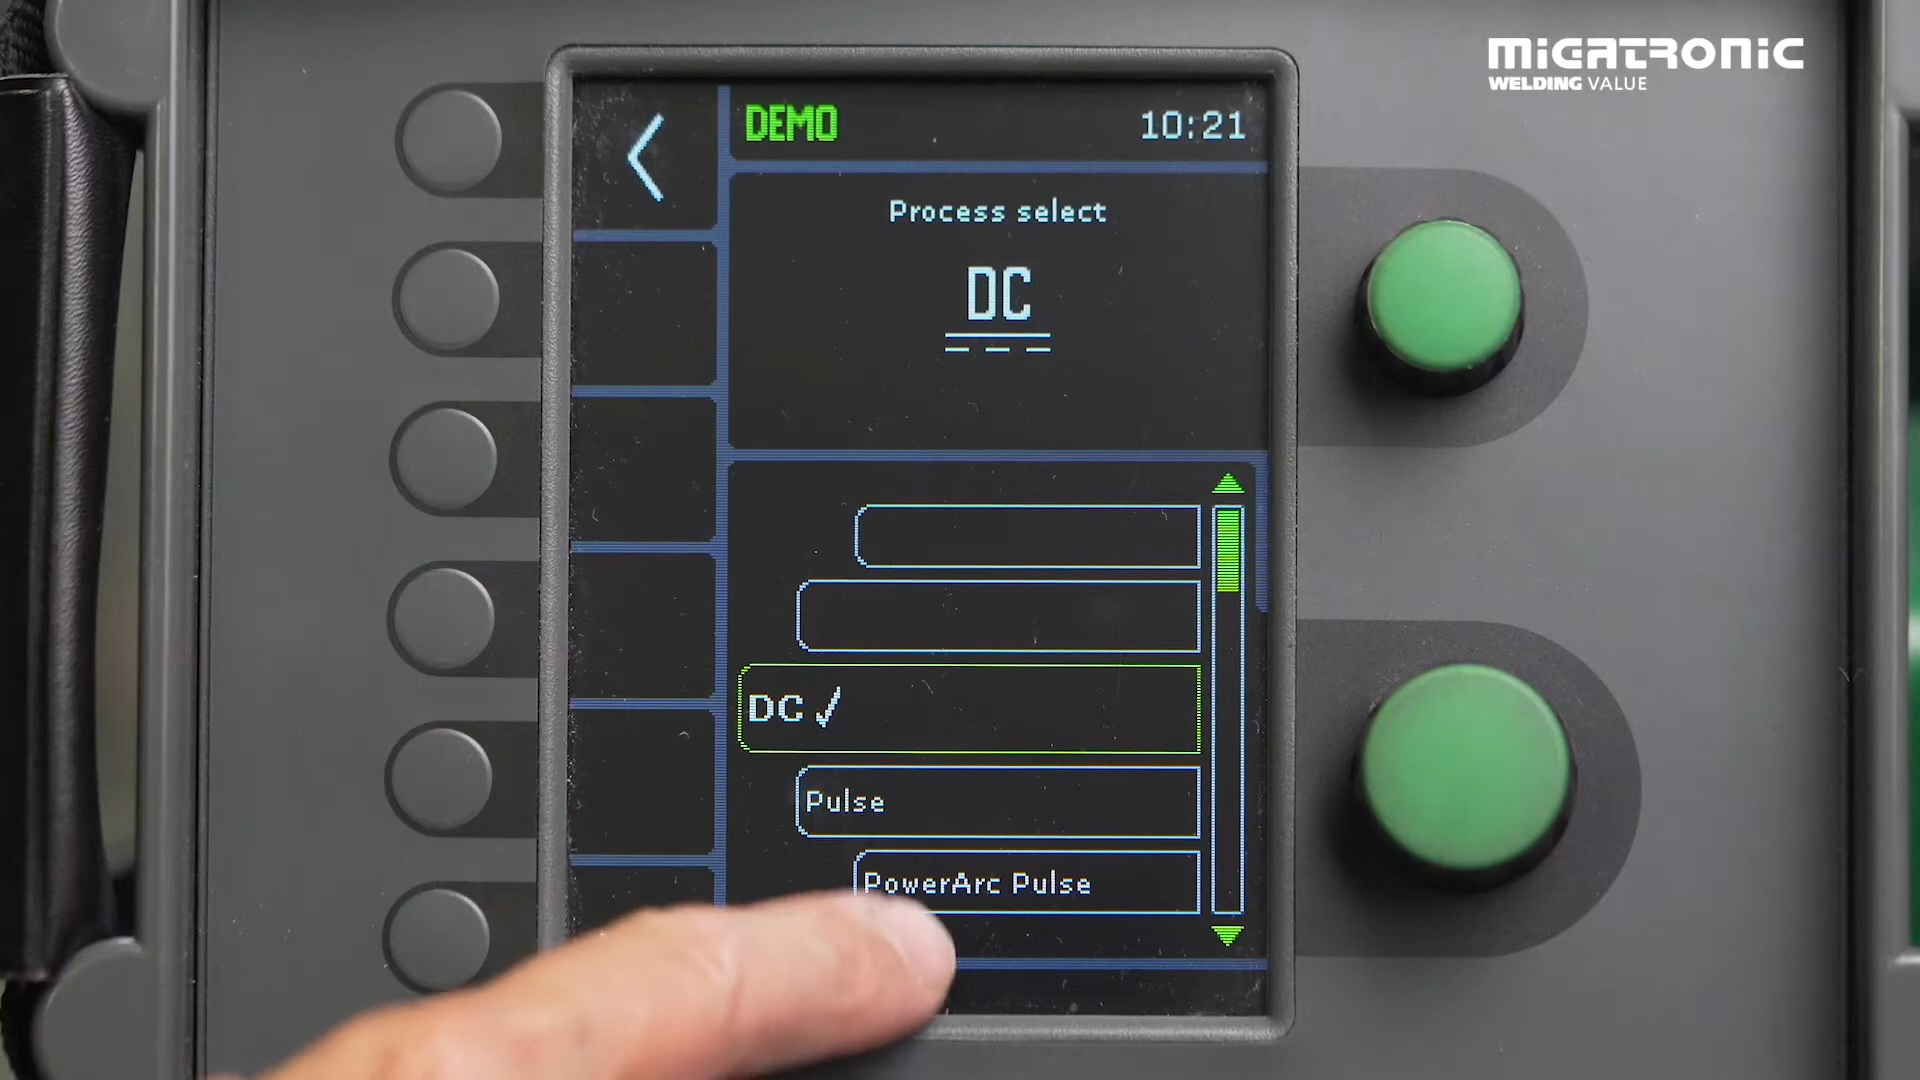 MIGATRONIC
WELDING VALUE
DEMO
10:21
Process select
DC
DC ✓
Pulse
PowerArc Pulse